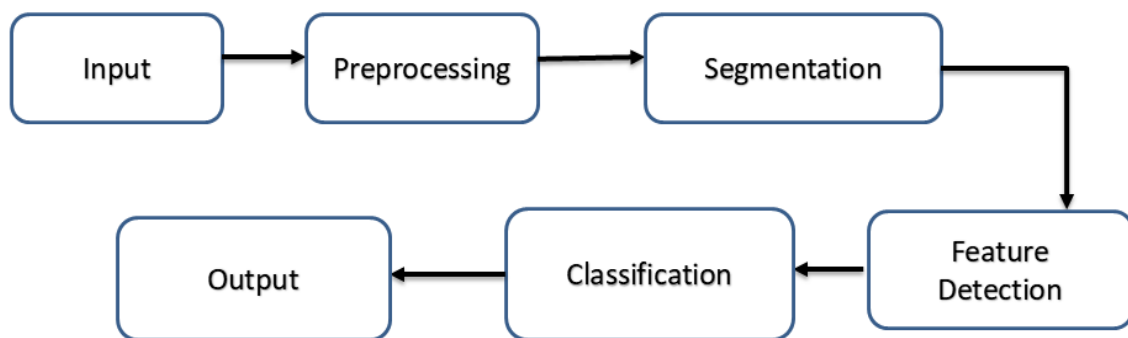 Input
Preprocessing
Segmentation
Feature
Detection
Classification
Output